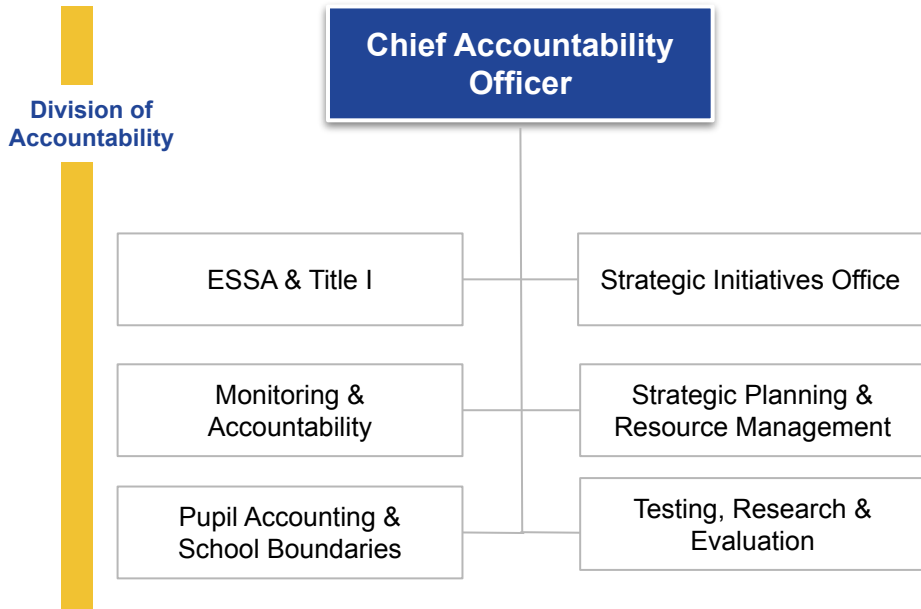 Chief Accountability
Officer
Division of
Accountability
ESSA & Title I
Strategic Initiatives Office
Monitoring &
Accountability
Strategic Planning &
Resource Management
Pupil Accounting &
School Boundaries
Testing, Research &
Evaluation